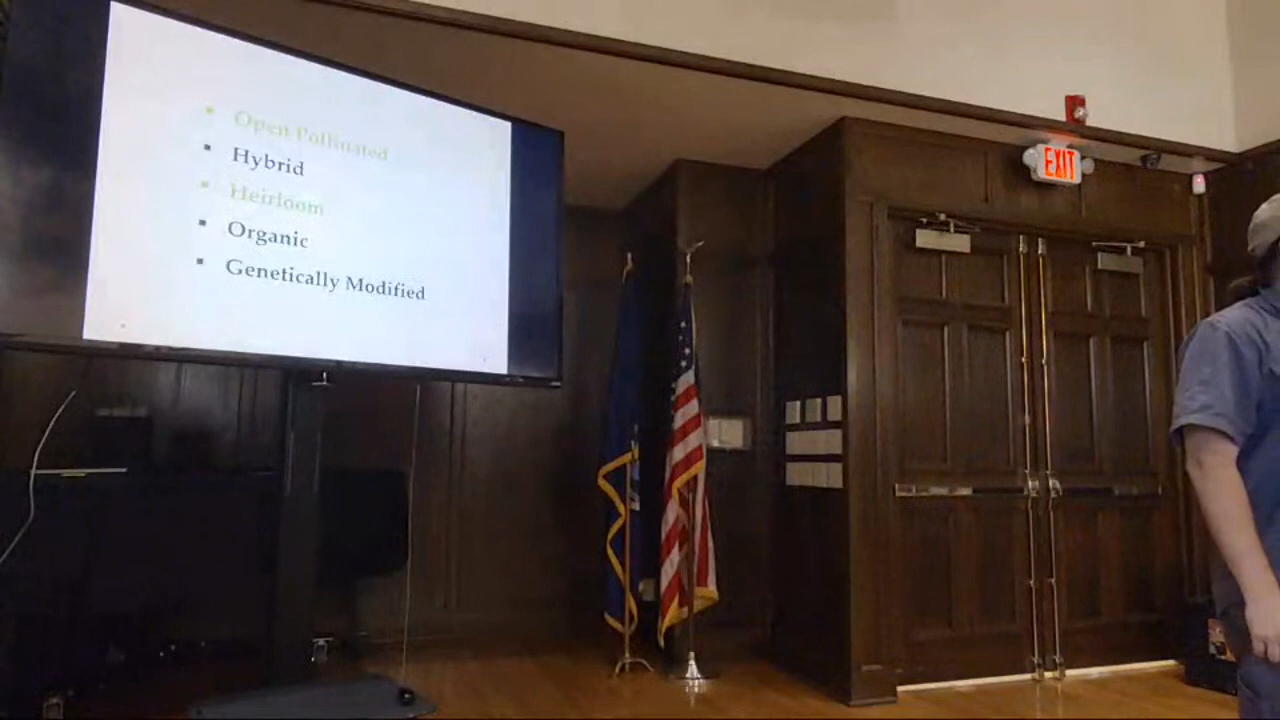 Open Pollinated
Hybrid
Heirloom
Organic
Genetically Modified
EXIT